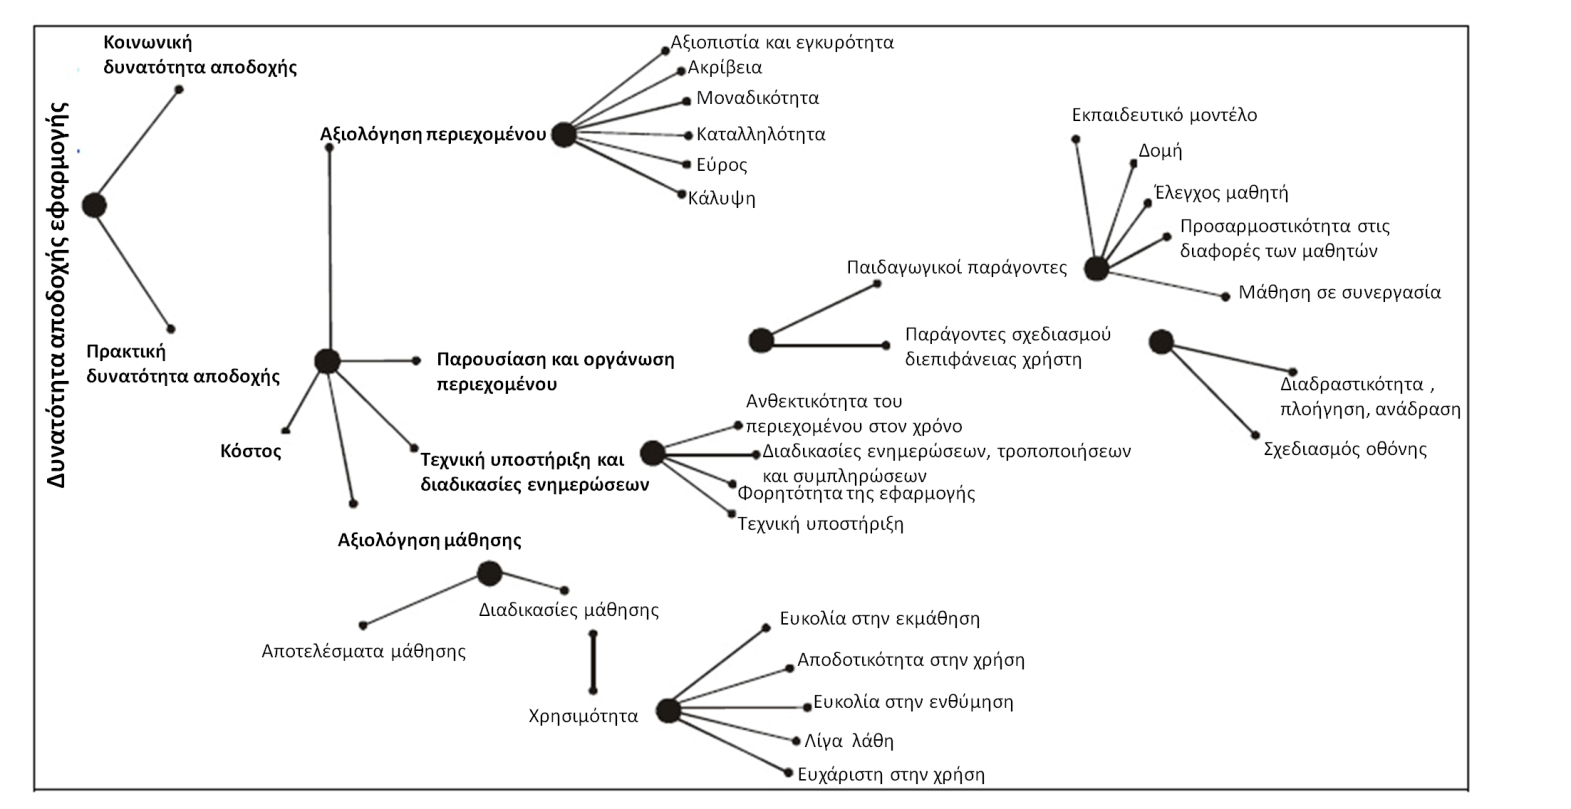 Κοινωνική
δυνατότητα αποδοχής
Δυνατότητα αποδοχής εφαρμογής
Πρακτική
δυνατότητα αποδοχής
Αξιολόγηση περιεχομένου
Αξιοπιστία και εγκυρότητα
Ακρίβεια
Μοναδικότητα
Καταλληλότητα
Εύρος
Κάλυψη
Παρουσίαση και οργάνωση
περιεχομένου
Παιδαγωγικοί παράγοντες
Εκπαιδευτικό μοντέλο
Δομή
Έλεγχος μαθητή
Προσαρμοστικότητα στις
διαφορές των μαθητών
Μάθηση σε συνεργασία
Παράγοντες σχεδιασμού
διεπιφάνειας χρήστη
Διαδραστικότητα ,
πλοήγηση, ανάδραση
Σχεδιασμός οθόνης
Κόστος
Τεχνική υποστήριξη και
διαδικασίες ενημερώσεων
Ανθεκτικότητα του
περιεχομένου στον χρόνο
Διαδικασίες ενημερώσεων, τροποποιήσεων
και συμπληρώσεων
Φορητότητα της εφαρμογής
Τεχνική υποστήριξη
Αξιολόγηση μάθησης
Διαδικασίες μάθησης
Αποτελέσματα μάθησης
Χρησιμότητα
Ευκολία στην εκμάθηση
Αποδοτικότητα στην χρήση
Ευκολία στην ενθύμηση
Λίγα λάθη
Ευχάριστη στην χρήση